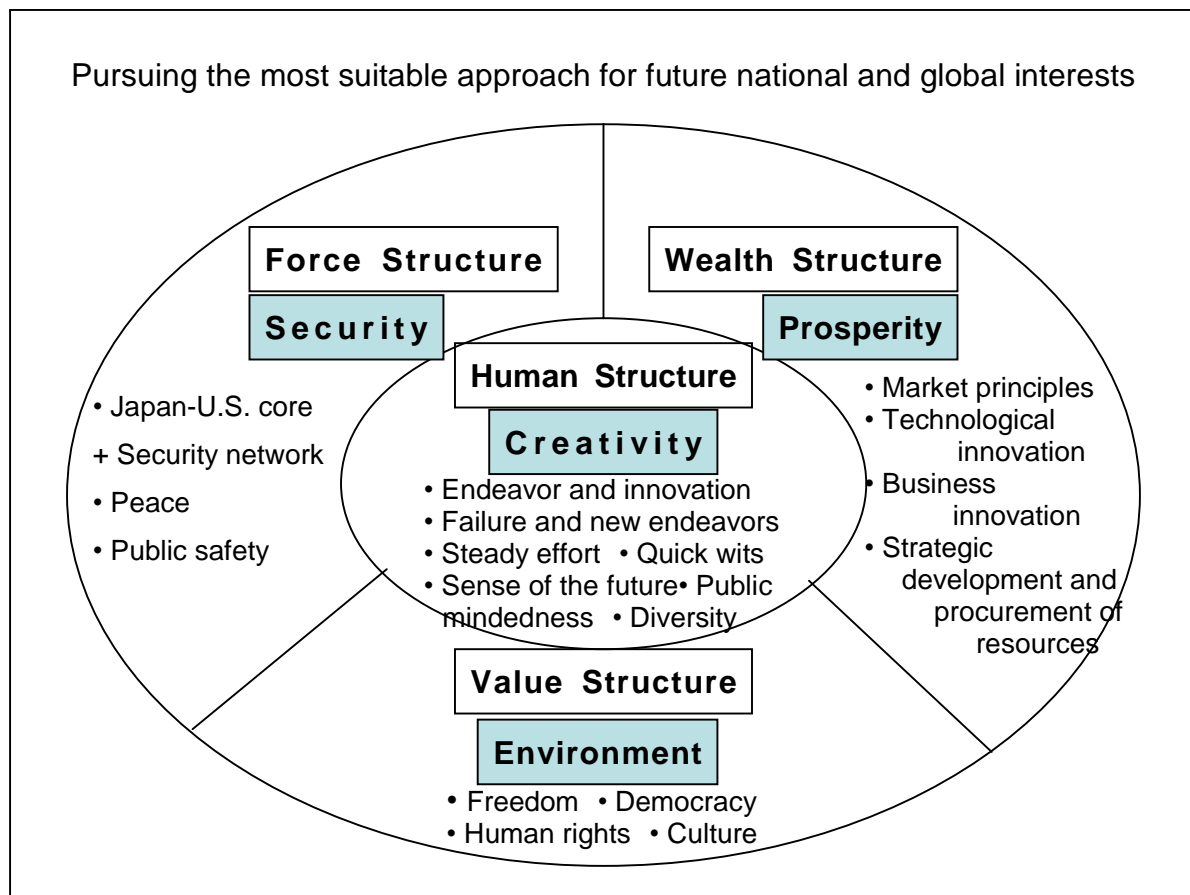 Pursuing the most suitable approach for future national and global interests
Force Structure
Security
• Japan-U.S. core
+ Security network
• Peace
• Public safety
Wealth Structure
Prosperity
• Market principles
• Technological
innovation
• Business
innovation
• Strategic
development and
procurement of
resources
Human Structure
Creativity
• Endeavor and innovation
• Failure and new endeavors
• Steady effort • Quick wits
• Sense of the future• Public
mindedness • Diversity
Value Structure
Environment
• Freedom • Democracy
• Human rights • Culture